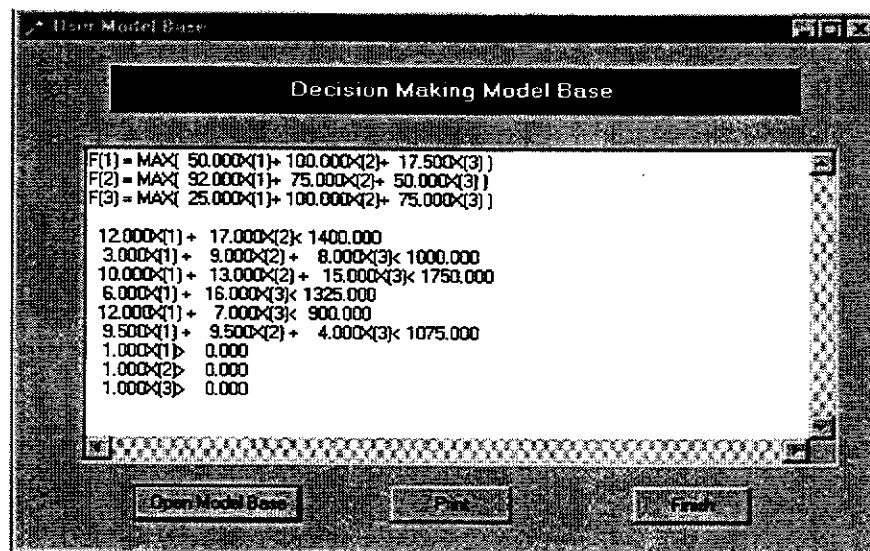 User Model Base
Decision Making Model Base
F(1) = MAX( 50.000X(1)+ 100.000X(2)+ 17.500X(3) )
F(2) = MAX( 92.000X(1)+ 75.000X(2)+ 50.000X(3) )
F(3) = MAX( 25.000X(1)+ 100.000X(2)+ 75.000X(3) )
12.000X(1) + 17.000X(2)< 1400.000
3.000X(1) + 9.000X(2) + 8.000X(3)< 1000.000
10.000X(1) + 13.000X(2) + 15.000X(3)< 1750.000
6.000X(1) + 16.000X(3)< 1325.000
12.000X(1) + 7.000X(3)< 900.000
9.500X(1) + 9.500X(2) + 4.000X(3)< 1075.000
1.000X(1)> 0.000
1.000X(2)> 0.000
1.000X(3)> 0.000
Open Model Base Print Finish